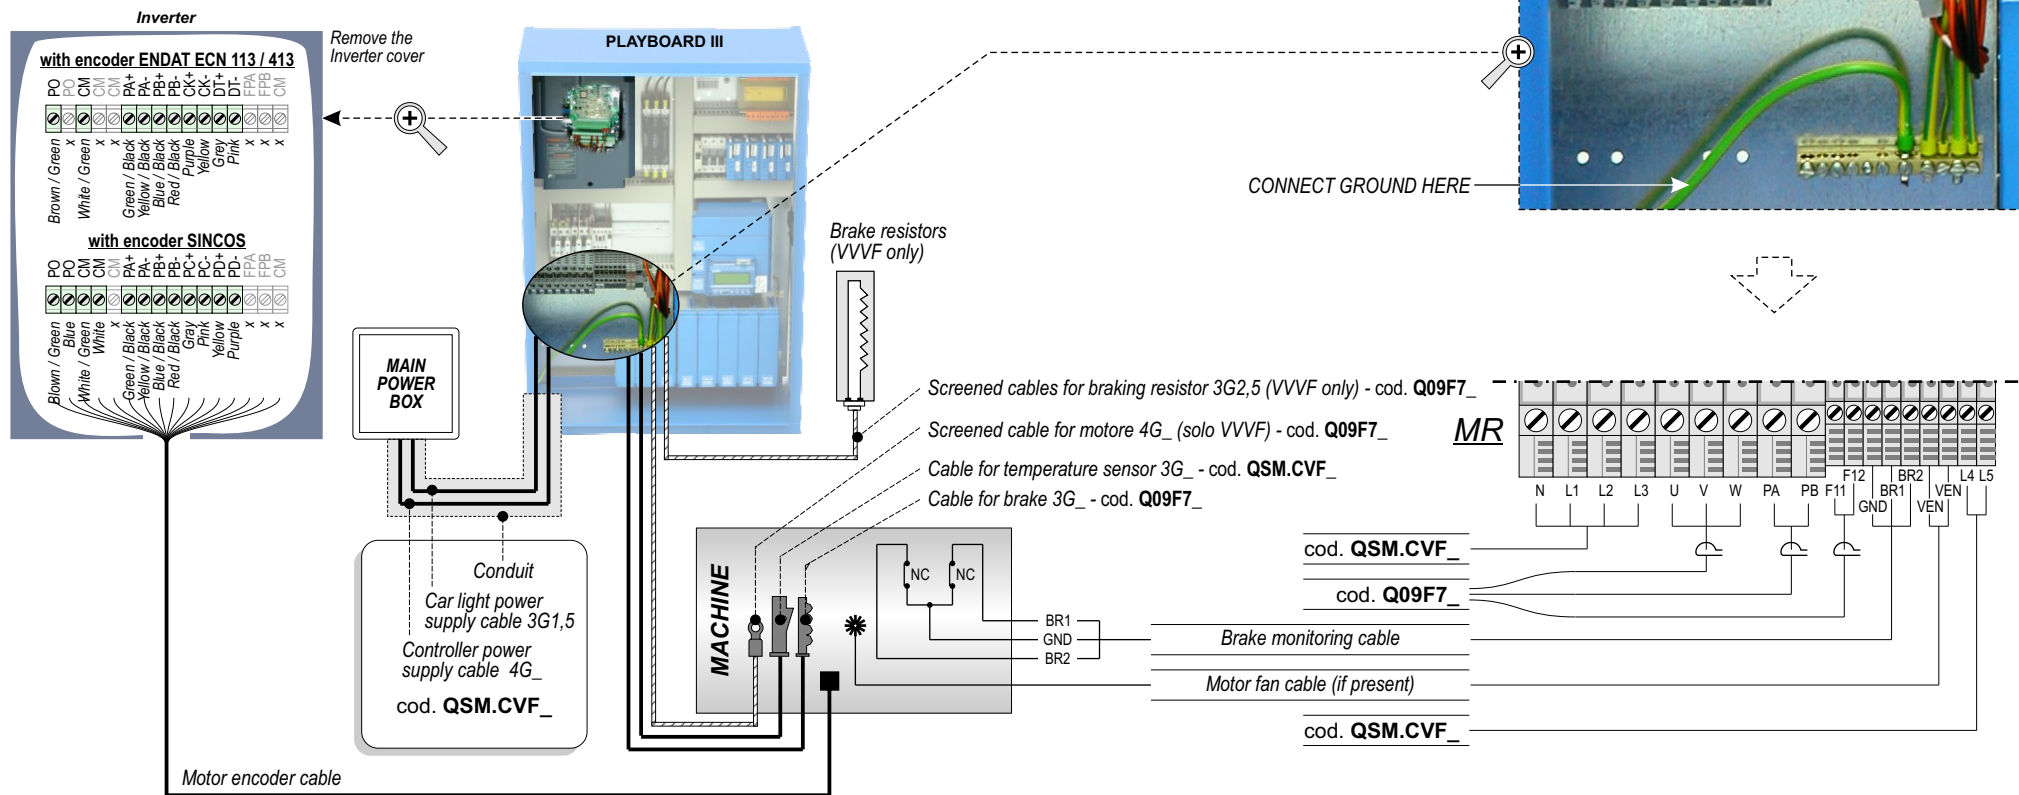 Inverter
with encoder ENDAT ECN 113 / 413
PO PO CM CM CM PA+ PA- PB+ PB- CK+ CK- DT+ DT- FPA FPB CM
Brown / Green x White / Green x x Green / Black Yellow / Black Blue / Black Red / Black Purple Yellow Grey Pink x x x
with encoder SINCOS
PO PO CM CM CM PA+ PA- PB+ PB- PC+ PC- PD+ PD- FPA FPB CM
Brown / Green Blue White / Green White x Green / Black Yellow / Black Blue / Black Red / Black Gray Pink Yellow Purple x x x
Remove the
Inverter cover
PLAYBOARD III
CONNECT GROUND HERE
Brake resistors
(VVVF only)
MAIN
POWER
BOX
Screened cables for braking resistor 3G2,5 (VVVF only) - cod. Q09F7_
Screened cable for motore 4G_ (solo VVVF) - cod. Q09F7_
Cable for temperature sensor 3G_ - cod. QSM.CVF_
Cable for brake 3G_ - cod. Q09F7_
Conduit
Car light power
supply cable 3G1,5
Controller power
supply cable 4G_
cod. QSM.CVF_
MACHINE
NC NC
BR1
GND
BR2
MR
N L1 L2 L3 U V W PA PB F11 F12 GND BR1 BR2 VEN VEN L4 L5
cod. QSM.CVF_
cod. Q09F7_
Brake monitoring cable
Motor fan cable (if present)
cod. QSM.CVF_
Motor encoder cable